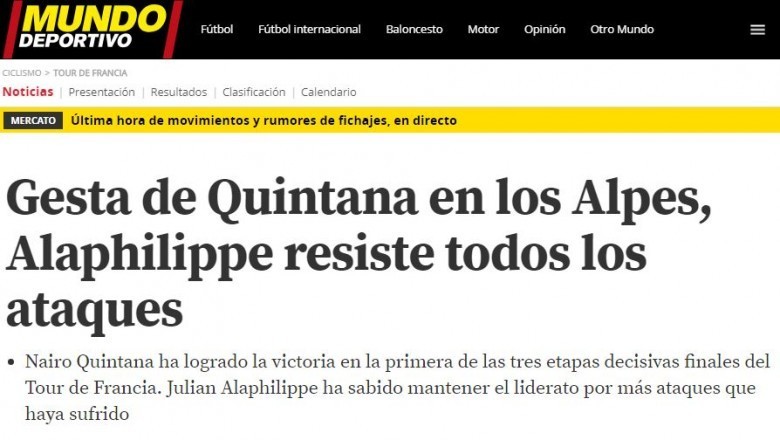 MUNDO
DEPORTIVO
Fútbol Fútbol internacional Baloncesto Motor Opinión Otro Mundo
CICLISMO > TOUR DE FRANCIA
Noticias | Presentación | Resultados | Clasificación | Calendario
MERCATO Última hora de movimientos y rumores de fichajes, en directo
Gesta de Quintana en los Alpes,
Alaphilippe resiste todos los
ataques
• Nairo Quintana ha logrado la victoria en la primera de las tres etapas decisivas finales del
Tour de Francia. Julian Alaphilippe ha sabido mantener el liderato por más ataques que
haya sufrido